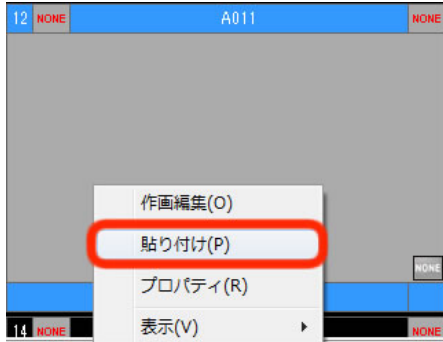 12 NONE A011 NONE
作画編集(O)
貼り付け(P)
NONE
プロパティ(R)
14 NONE 表示(V) NONE